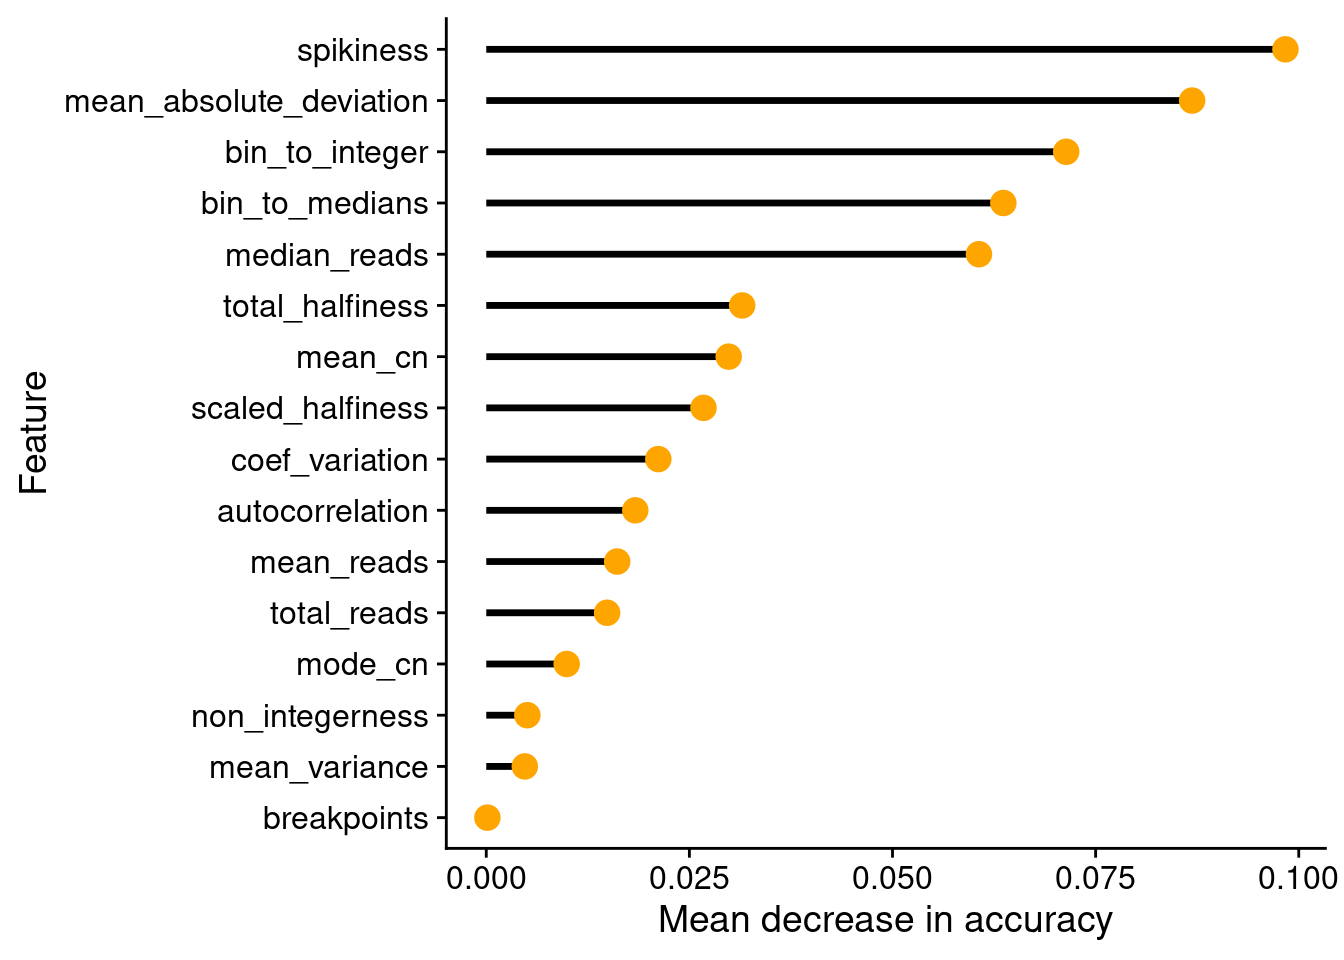 spikiness
mean_absolute_deviation
bin_to_integer
bin_to_medians
median_reads
total_halfiness
mean_cn
scaled_halfiness
coef_variation
autocorrelation
mean_reads
total_reads
mode_cn
non_integerness
mean_variance
breakpoints
Feature
0.000 0.025 0.050 0.075 0.100
Mean decrease in accuracy